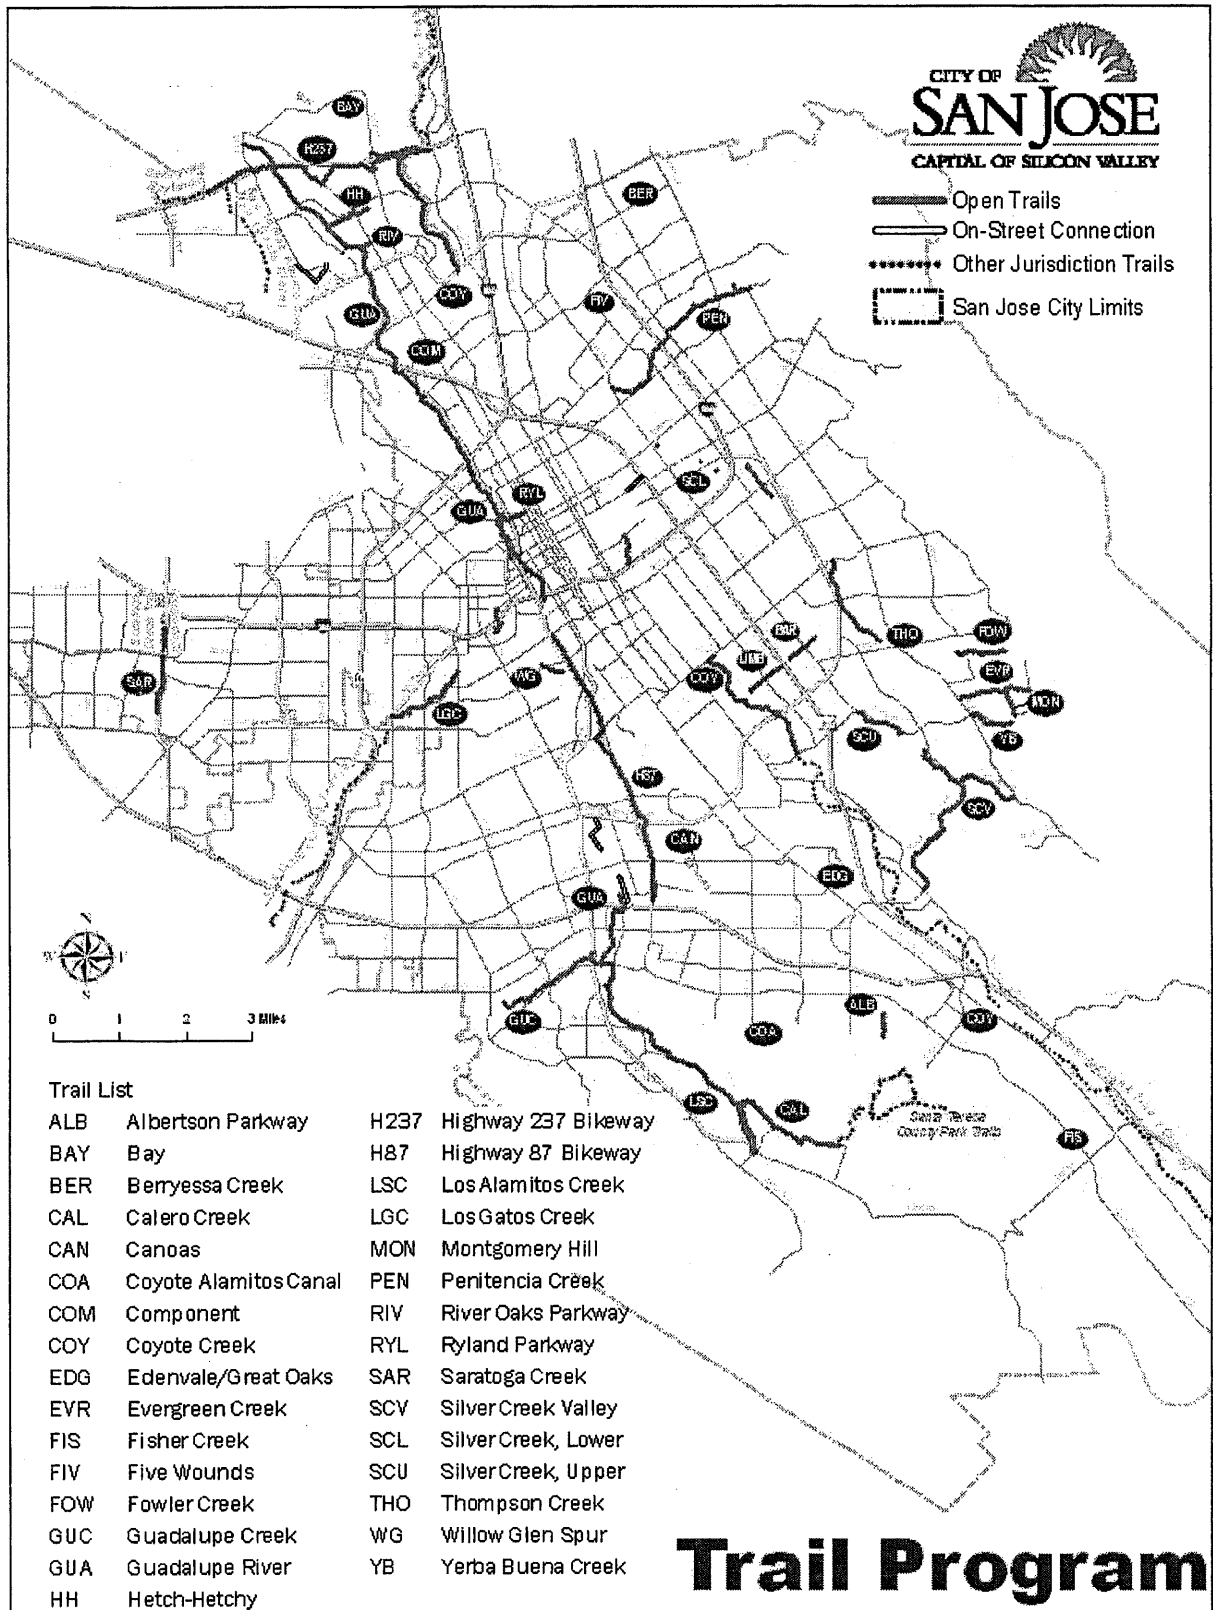 CITY OF
SAN JOSE
CAPITAL OF SILICON VALLEY
Open Trails
On-Street Connection
Other Jurisdiction Trails
San Jose City Limits
BAY
H237
HH
BER
RIV
COY
GUA
FIV
PEN
COM
RYL
SCL
GUA
BAR
THO
FOW
SAR
WG
COY
EVR
MON
LGC
SCU
YB
H87
SCV
CAN
EDG
GUA
N
W
S
GUC
COA
ALB
COY
LSC
CAL
FIS
Santa Teresa
County Park Trails
0 1 2 3 Miles
Trail List
ALB Albertson Parkway
BAY Bay
BER Berryessa Creek
CAL Calero Creek
CAN Canoas
COA Coyote Alamitos Canal
COM Component
COY Coyote Creek
EDG Edenvale/Great Oaks
EVR Evergreen Creek
FIS Fisher Creek
FIV Five Wounds
FOW Fowler Creek
GUC Guadalupe Creek
GUA Guadalupe River
HH Hetch-Hetchy
H237 Highway 237 Bikeway
H87 Highway 87 Bikeway
LSC Los Alamitos Creek
LGC Los Gatos Creek
MON Montgomery Hill
PEN Penitencia Creek
RIV River Oaks Parkway
RYL Ryland Parkway
SAR Saratoga Creek
SCV Silver Creek Valley
SCL Silver Creek, Lower
SCU Silver Creek, Upper
THO Thompson Creek
WG Willow Glen Spur
YB Yerba Buena Creek
Trail Program